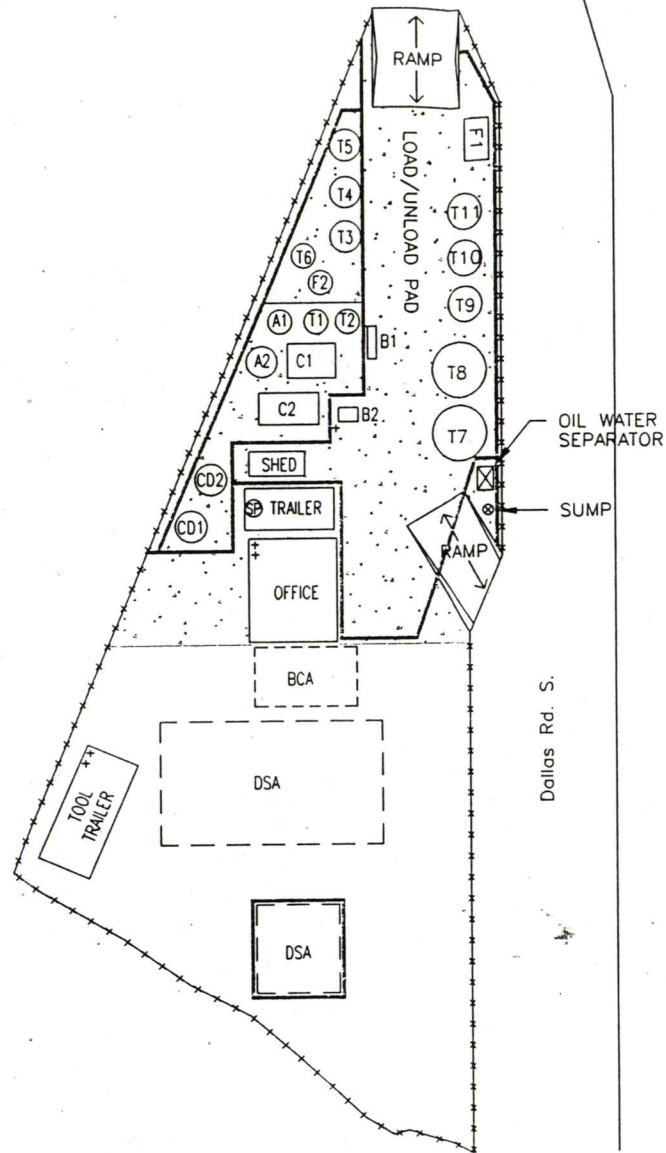 RAMP
F1
LOAD/UNLOAD PAD
T5
T4
T3
T11
T10
T9
T6
F2
A1
T1
T2
B1
A2
C1
T8
C2
B2
T7
OIL WATER
SEPARATOR
SHED
CD2
SP
TRAILER
SUMP
CD1
RAMP
OFFICE
BCA
Dallas Rd. S.
DSA
TOOL
TRAILER
DSA